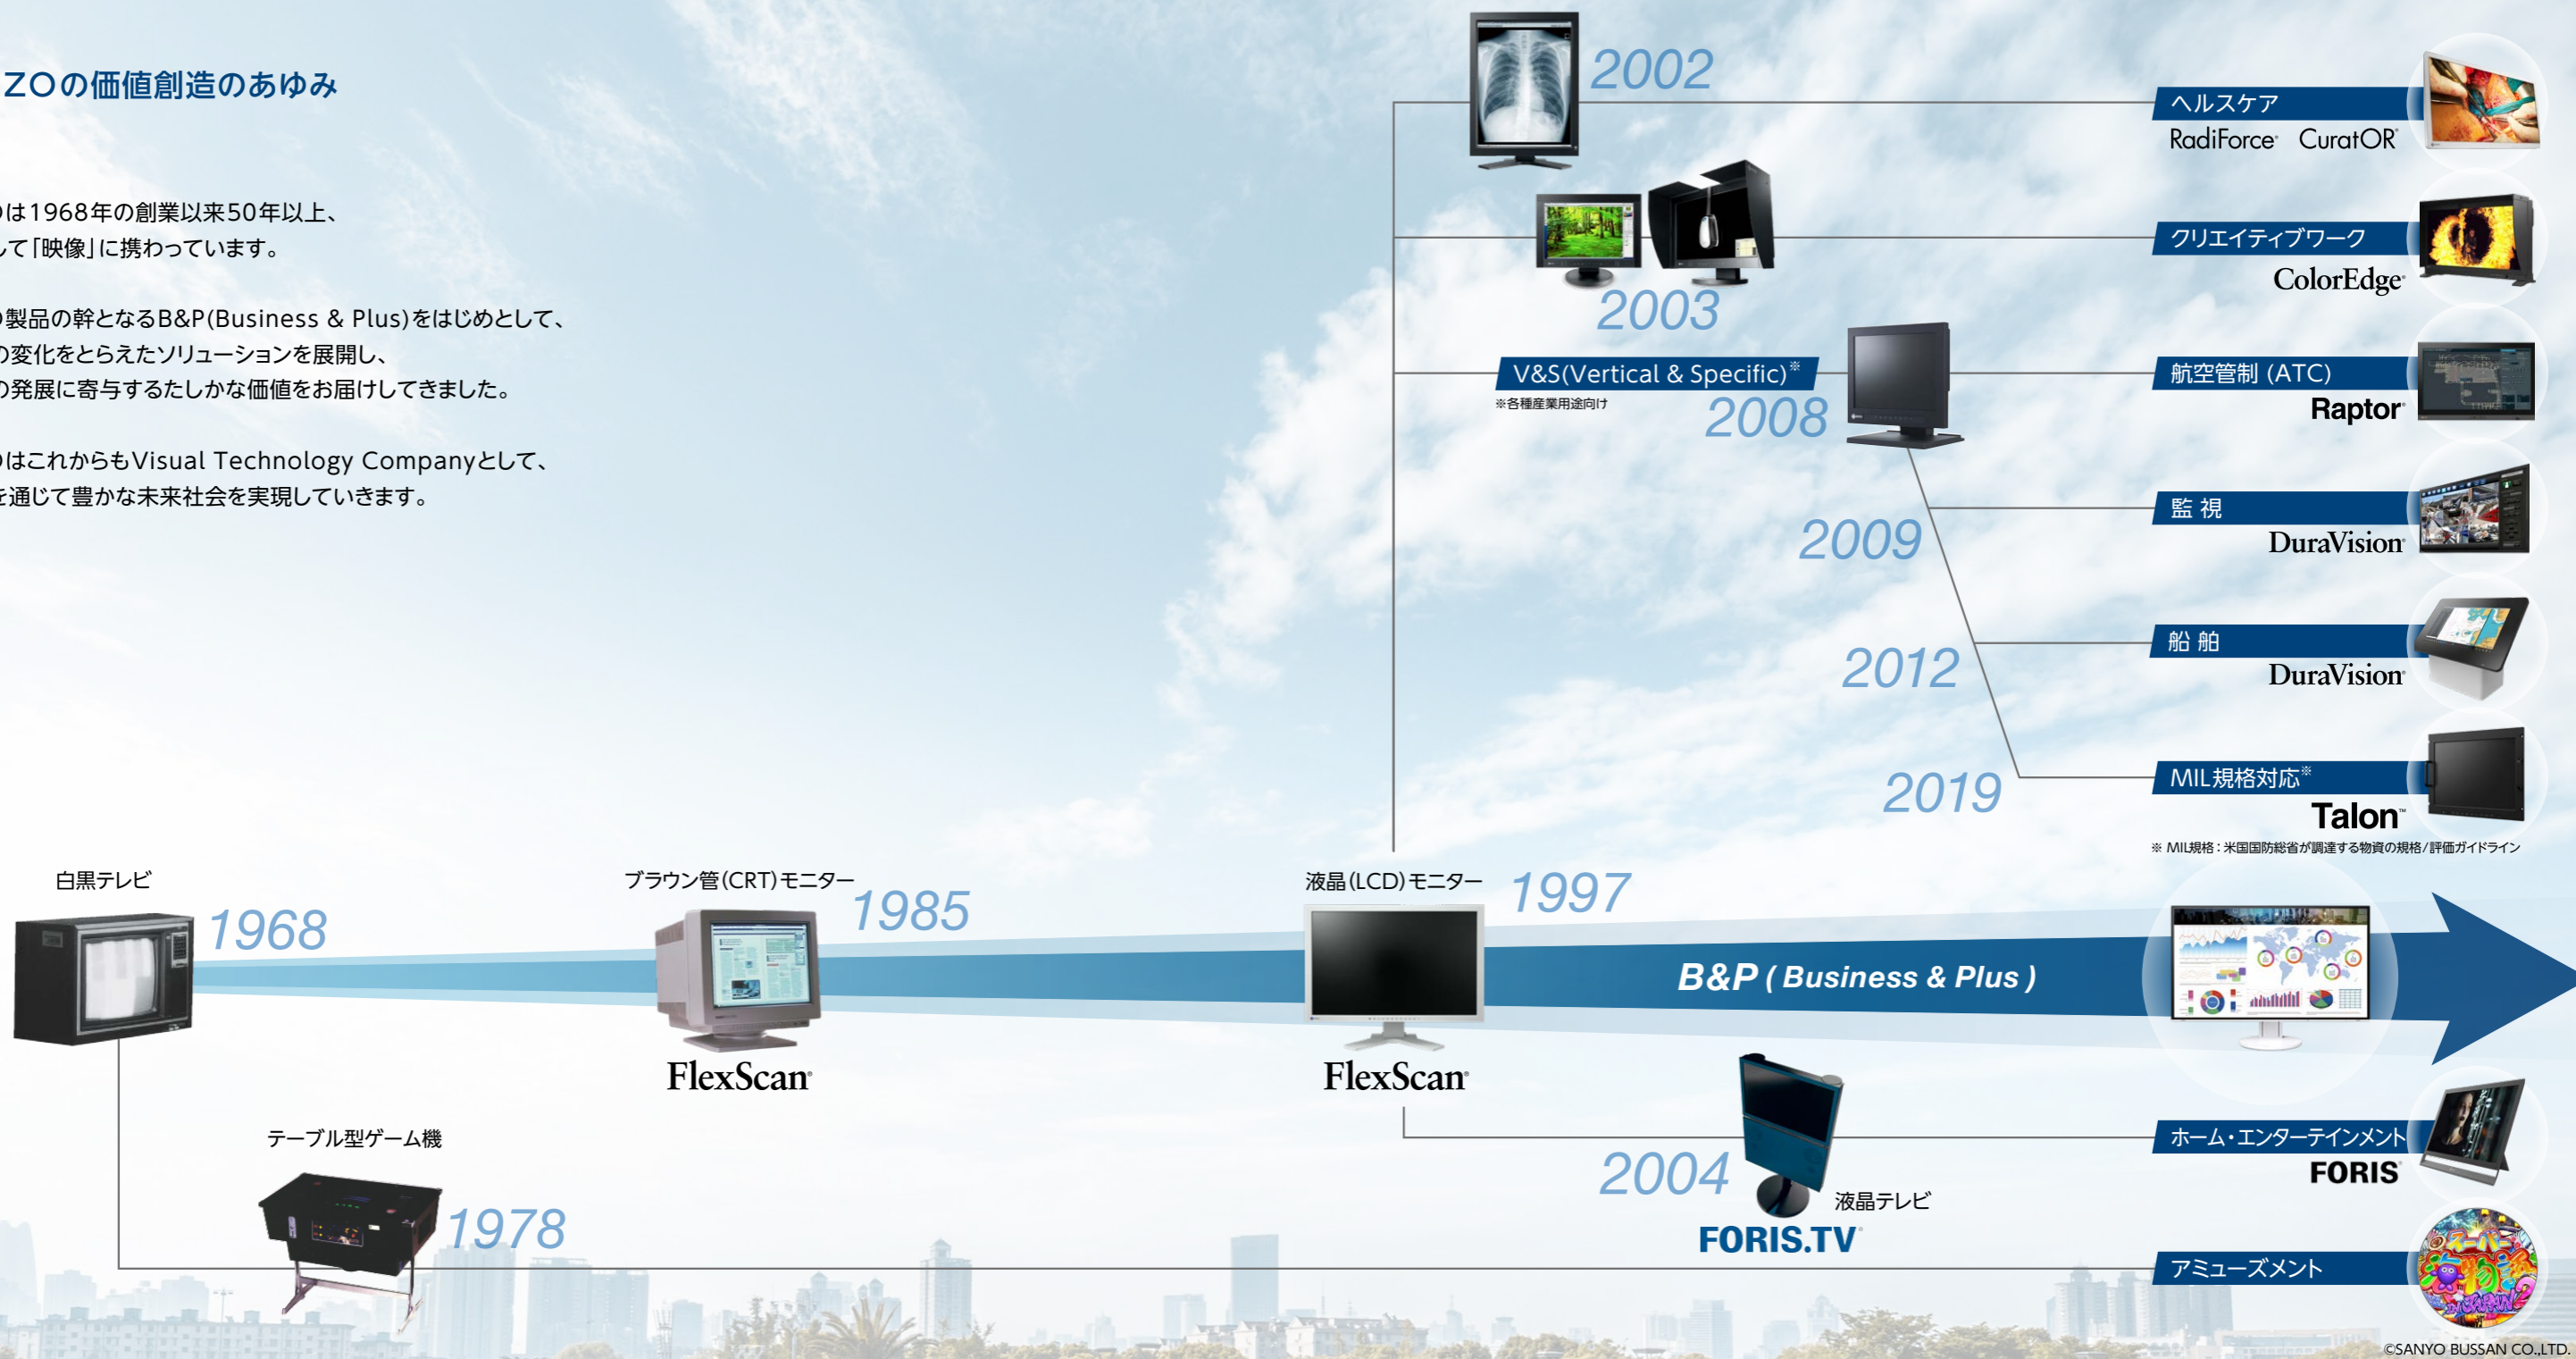 ZOの価値創造のあゆみ
は1968年の創業以来50年以上、
して「映像」に携わっています。
製品の幹となるB&P(Business & Plus)をはじめとして、
の変化をとらえたソリューションを展開し、
の発展に寄与するたしかな価値をお届けしてきました。
はこれからもVisual Technology Companyとして、
を通じて豊かな未来社会を実現していきます。
2002
ヘルスケア
RadiForce® CuratOR®
2003
クリエイティブワーク
ColorEdge®
V&S(Vertical & Specific)※
※各種産業用途向け
2008
航空管制 (ATC)
Raptor®
2009
監 視
DuraVision®
2012
船 舶
DuraVision®
2019
MIL規格対応※
Talon™
※ MIL規格：米国国防総省が調達する物資の規格/評価ガイドライン
白黒テレビ
1968
ブラウン管(CRT)モニター
1985
FlexScan®
液晶(LCD)モニター
1997
FlexScan®
B&P ( Business & Plus )
テーブル型ゲーム機
1978
2004
液晶テレビ
FORIS.TV®
ホーム・エンターテインメント
FORIS®
アミューズメント
スーパー
海物語
IN JAPAN 2
©SANYO BUSSAN CO.,LTD.